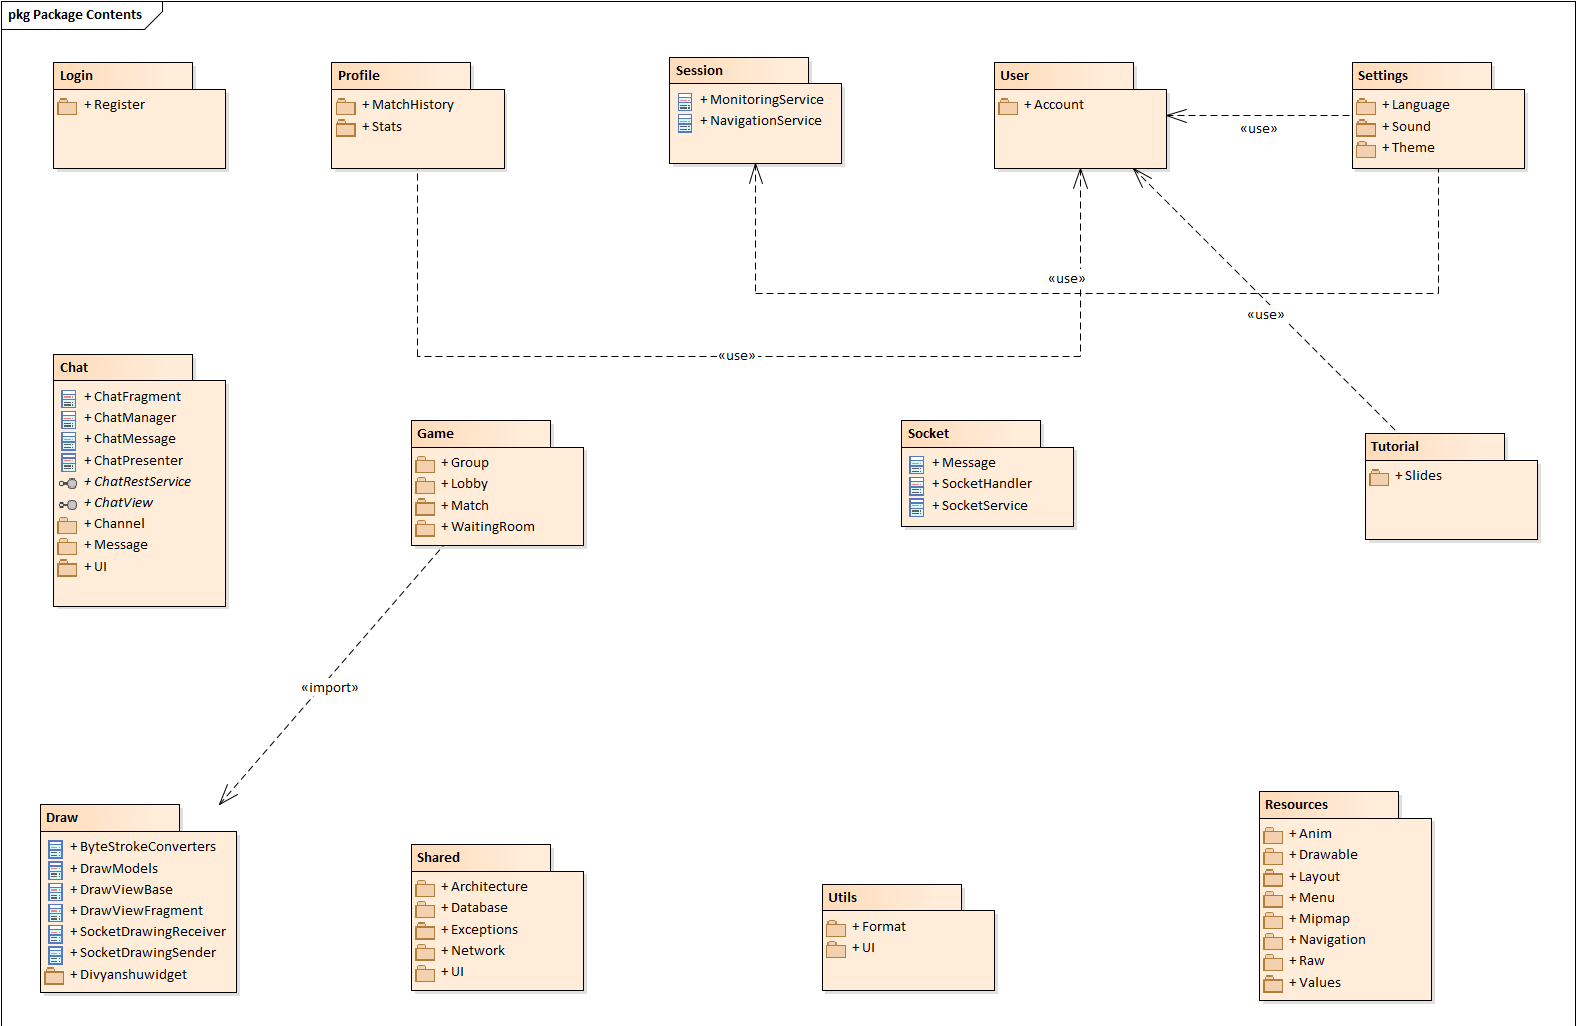 pkg Package Contents
Login
+ Register
Profile
+ MatchHistory
+ Stats
Session
+ MonitoringService
+ NavigationService
User
+ Account
Settings
+ Language
+ Sound
+ Theme
«use»
«use»
«use»
«use»
Chat
+ ChatFragment
+ ChatManager
+ ChatMessage
+ ChatPresenter
+ ChatRestService
+ ChatView
+ Channel
+ Message
+ UI
Game
+ Group
+ Lobby
+ Match
+ WaitingRoom
Socket
+ Message
+ SocketHandler
+ SocketService
Tutorial
+ Slides
«import»
Draw
+ ByteStrokeConverters
+ DrawModels
+ DrawViewBase
+ DrawViewFragment
+ SocketDrawingReceiver
+ SocketDrawingSender
+ Divyanshuwidget
Shared
+ Architecture
+ Database
+ Exceptions
+ Network
+ UI
Utils
+ Format
+ UI
Resources
+ Anim
+ Drawable
+ Layout
+ Menu
+ Mipmap
+ Navigation
+ Raw
+ Values